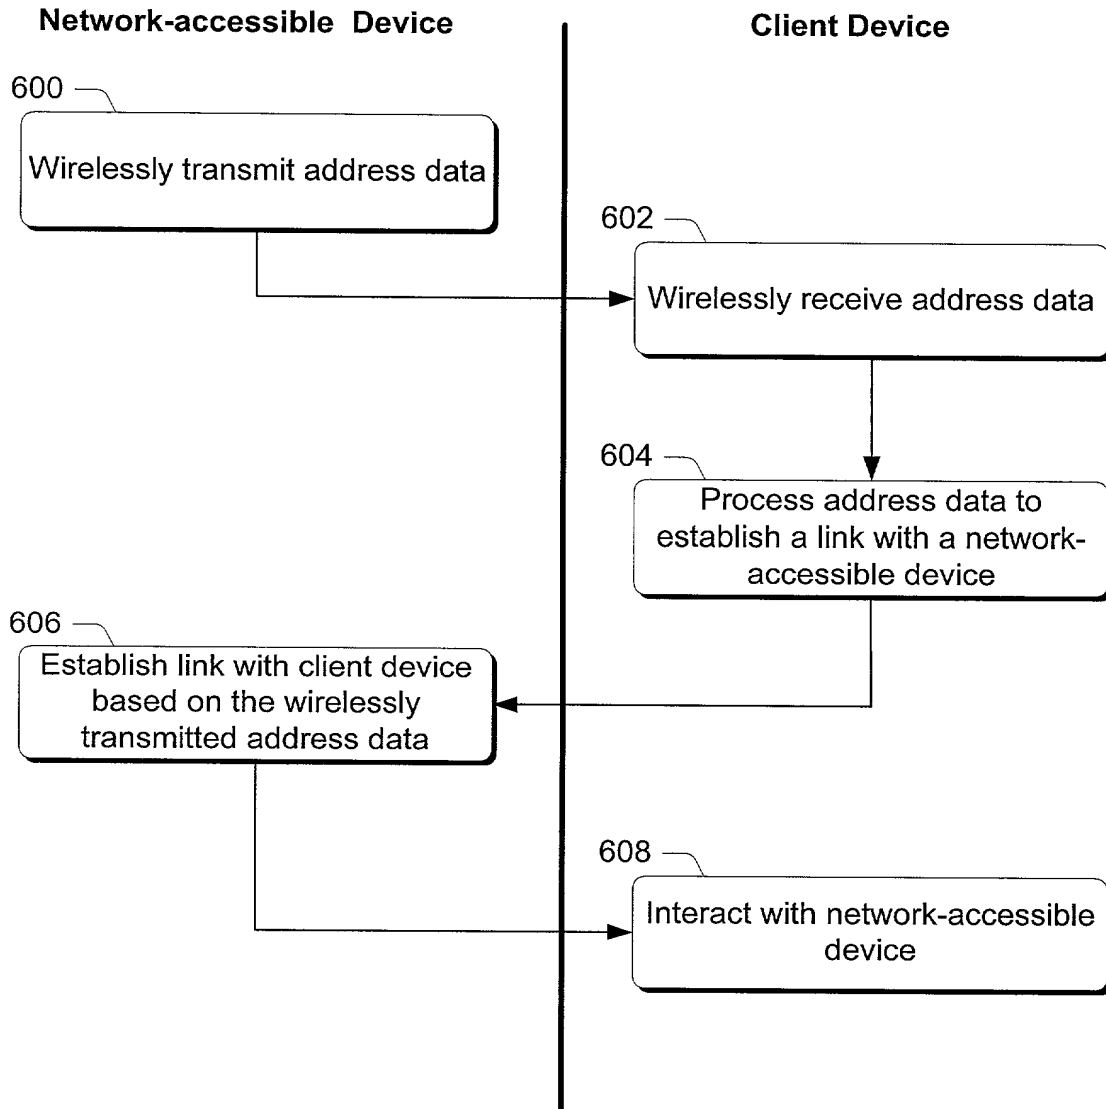 Network-accessible Device
Client Device
600
Wirelessly transmit address data
602
Wirelessly receive address data
604
Process address data to
establish a link with a network-
accessible device
606
Establish link with client device
based on the wirelessly
transmitted address data
608
Interact with network-accessible
device